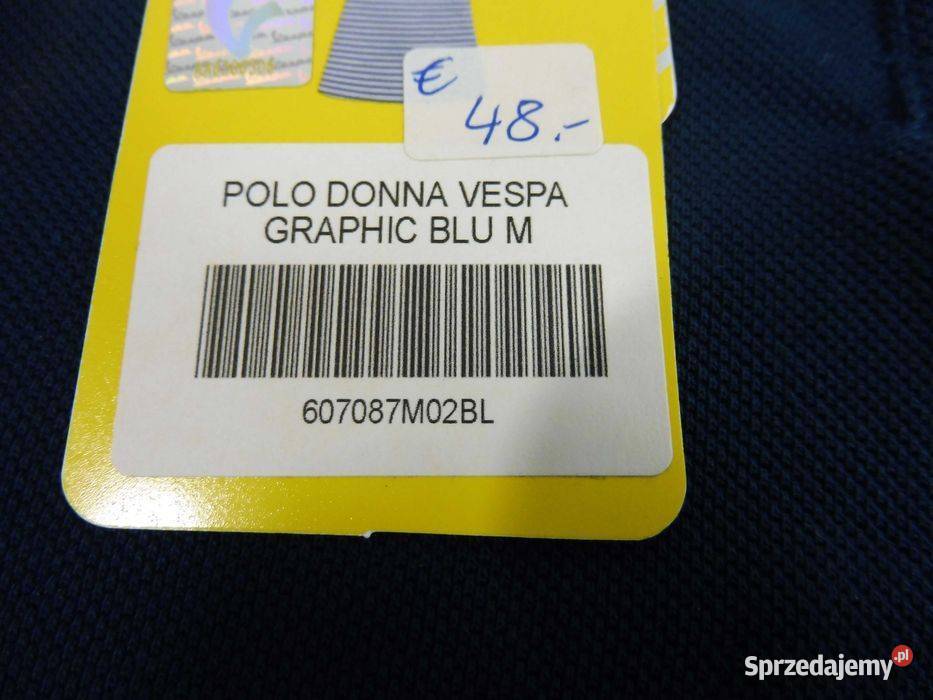 €
48.-
POLO DONNA VESPA
GRAPHIC BLU M
607087M02BL
Sprzedajemy.pl